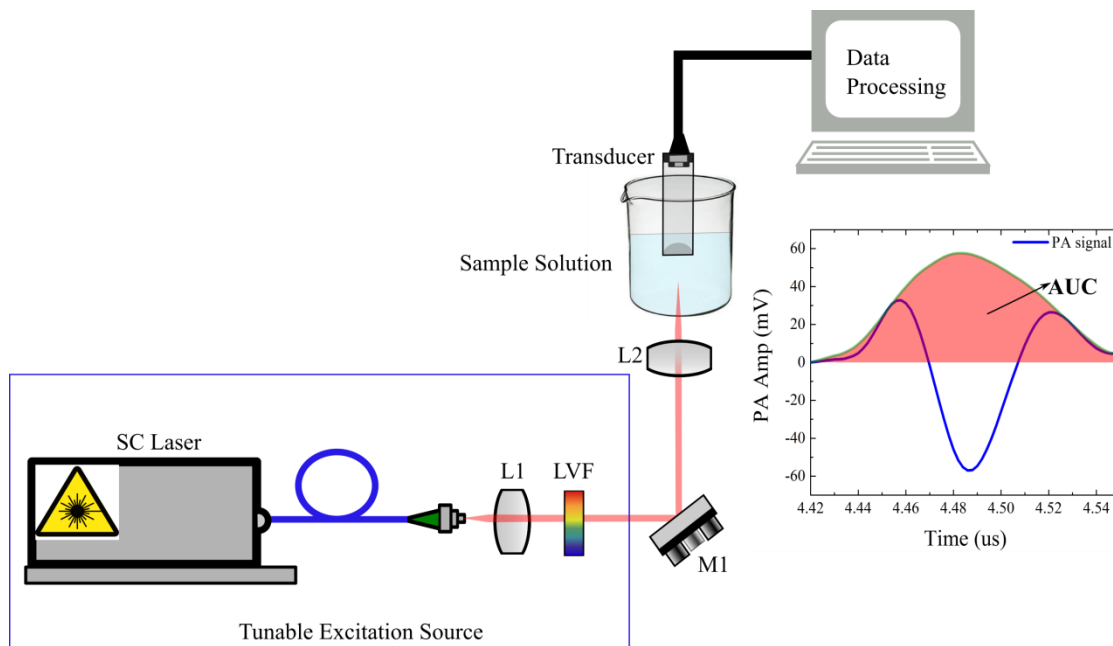 Data
Processing
Transducer
Sample Solution
L2
SC Laser
L1
LVF
M1
Tunable Excitation Source
PA signal
AUC
PA Amp (mV)
60
40
20
0
-20
-40
-60
4.42
4.44
4.46
4.48
4.50
4.52
4.54
Time (us)